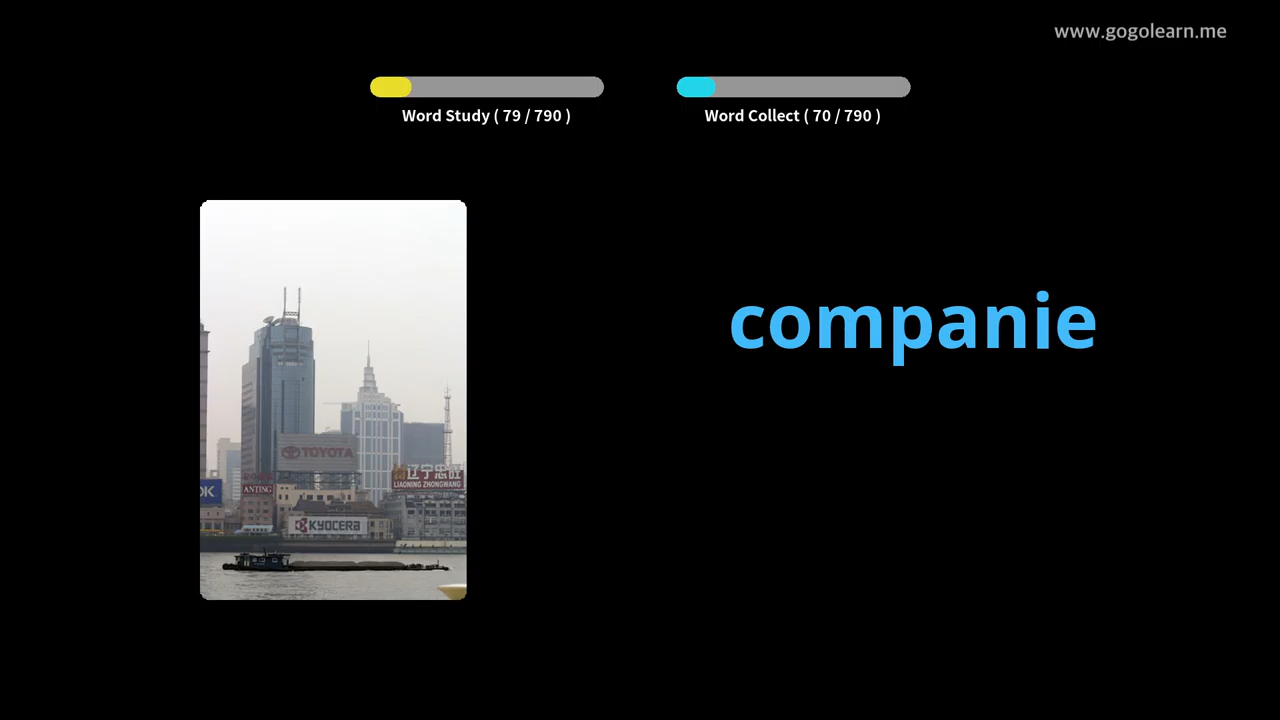 www.gogolearn.me
Word Study ( 79 / 790 )
Word Collect ( 70 / 790 )
companie
TOYOTA
辽宁忠旺
LIAONING ZHONGWANG
OK
ANTING
KYOCERA